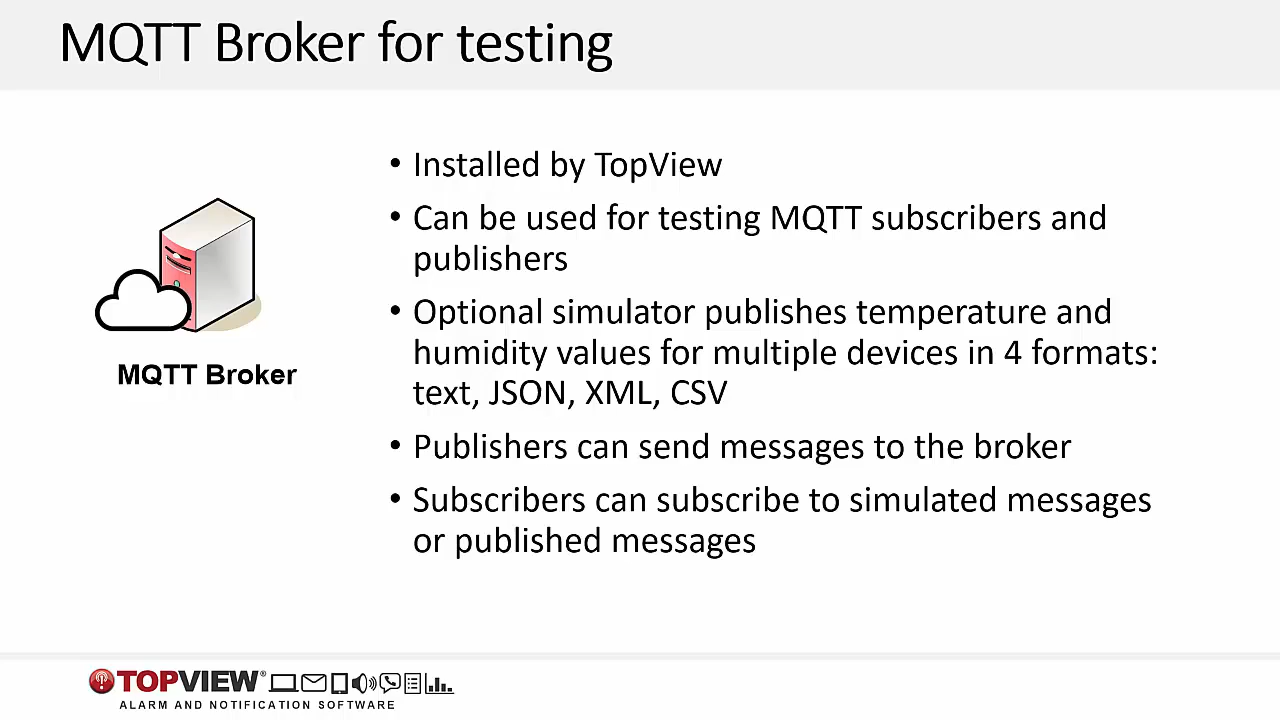 MQTT Broker for testing
• Installed by TopView
• Can be used for testing MQTT subscribers and
publishers
• Optional simulator publishes temperature and
humidity values for multiple devices in 4 formats:
text, JSON, XML, CSV
• Publishers can send messages to the broker
• Subscribers can subscribe to simulated messages
or published messages
MQTT Broker
TOPVIEW®
ALARM AND NOTIFICATION SOFTWARE